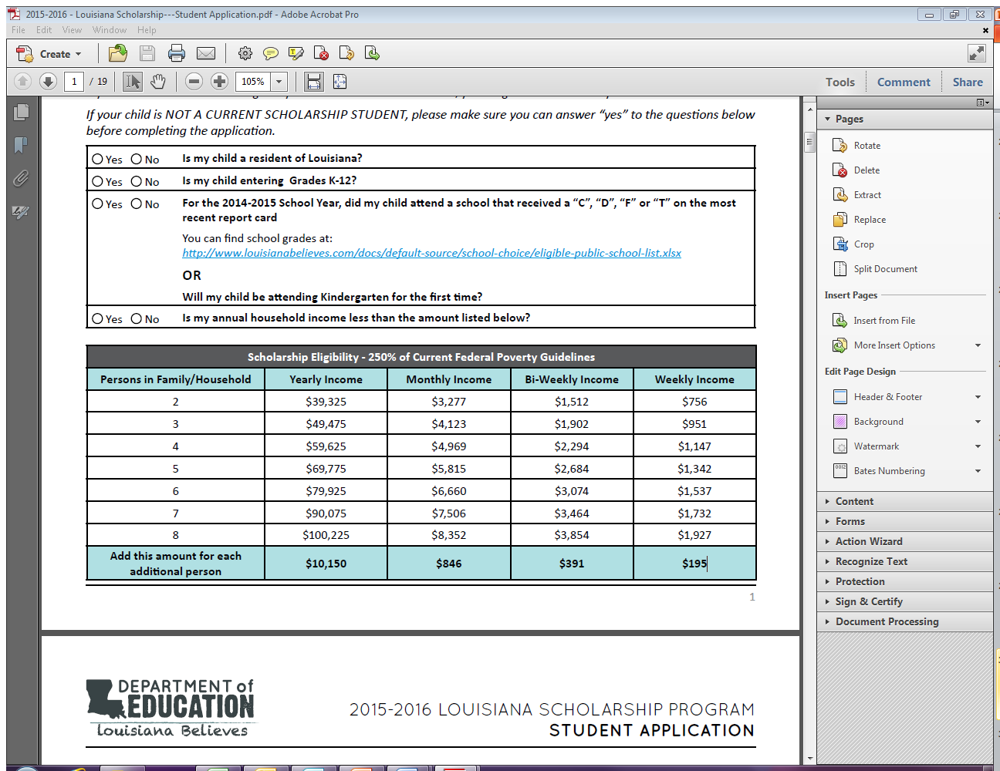 2015-2016 - Louisiana Scholarship---Student Application.pdf - Adobe Acrobat Pro
File Edit View Window Help
Create
1 / 19 105% Tools Comment Share
If your child is NOT A CURRENT SCHOLARSHIP STUDENT, please make sure you can answer “yes” to the questions below
before completing the application.
Yes No Is my child a resident of Louisiana?
Yes No Is my child entering Grades K-12?
Yes No For the 2014-2015 School Year, did my child attend a school that received a “C”, “D”, “F” or “T” on the most
recent report card
You can find school grades at:
http://www.louisianabelieves.com/docs/default-source/school-choice/eligible-public-school-list.xlsx
OR
Will my child be attending Kindergarten for the first time?
Yes No Is my annual household income less than the amount listed below?
Scholarship Eligibility - 250% of Current Federal Poverty Guidelines
Persons in Family/Household Yearly Income Monthly Income Bi-Weekly Income Weekly Income
2 $39,325 $3,277 $1,512 $756
3 $49,475 $4,123 $1,902 $951
4 $59,625 $4,969 $2,294 $1,147
5 $69,775 $5,815 $2,684 $1,342
6 $79,925 $6,660 $3,074 $1,537
7 $90,075 $7,506 $3,464 $1,732
8 $100,225 $8,352 $3,854 $1,927
Add this amount for each
additional person $10,150 $846 $391 $195
1
DEPARTMENT of
EDUCATION
Louisiana Believes
2015-2016 LOUISIANA SCHOLARSHIP PROGRAM
STUDENT APPLICATION
Pages
Rotate
Delete
Extract
Replace
Crop
Split Document
Insert Pages
Insert from File
More Insert Options
Edit Page Design
Header & Footer
Background
Watermark
Bates Numbering
Content
Forms
Action Wizard
Recognize Text
Protection
Sign & Certify
Document Processing